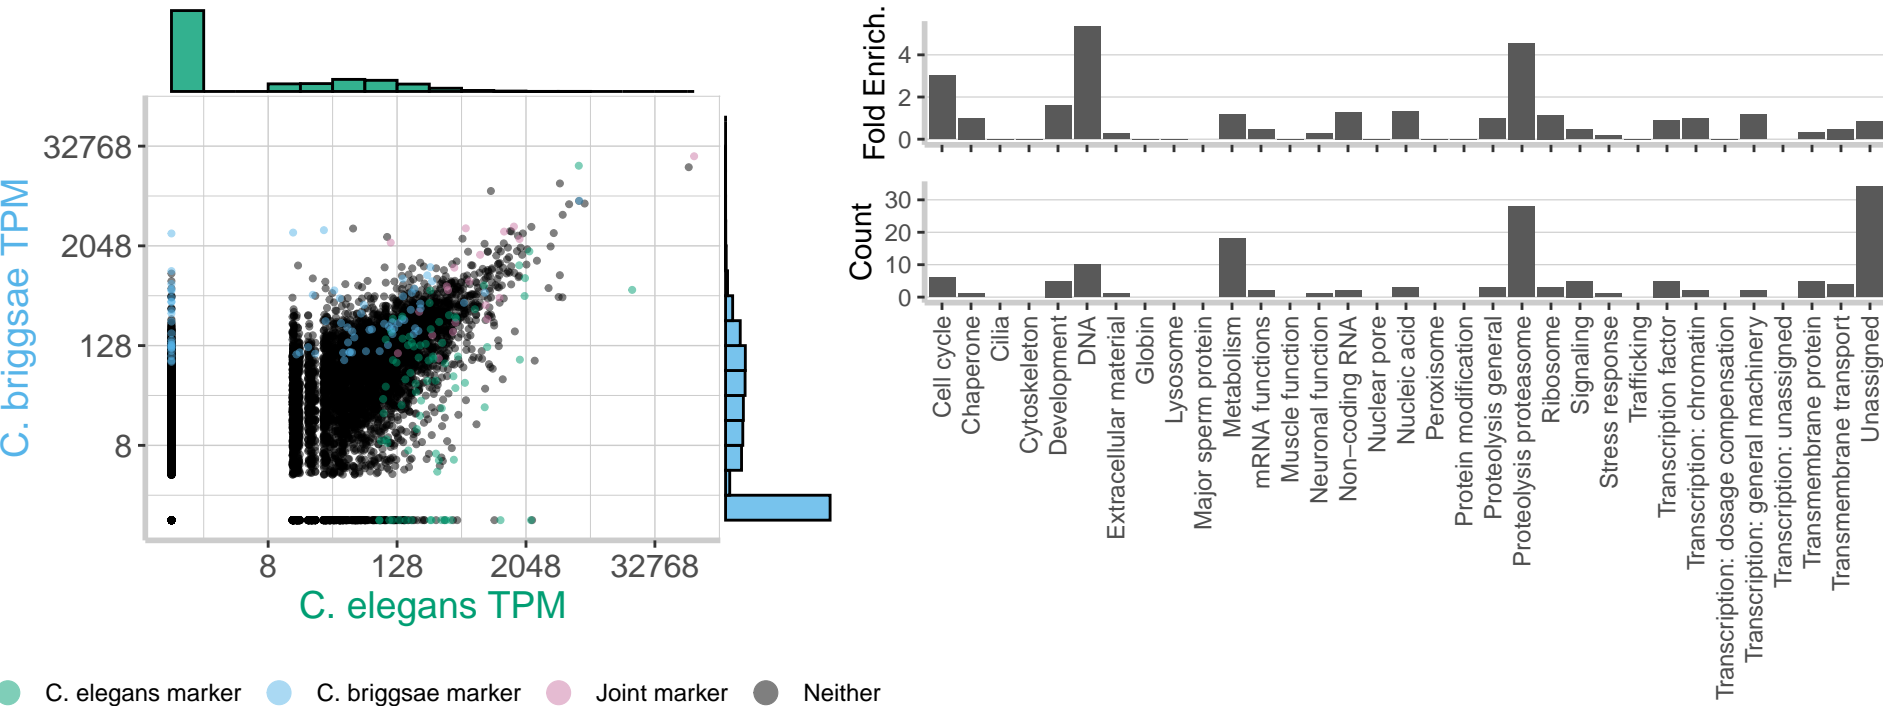 32768
2048
128
8
C. briggsae TPM
8
128
2048
32768
C. elegans TPM
C. elegans marker
C. briggsae marker
Joint marker
Neither
Fold Enrich.
4
2
0
Count
30
20
10
0
Cell cycle
Chaperone
Cilia
Cytoskeleton
Development
DNA
Extracellular material
Globin
Lysosome
Major sperm protein
Metabolism
mRNA functions
Muscle function
Neuronal function
Non−coding RNA
Nuclear pore
Nucleic acid
Peroxisome
Protein modification
Proteolysis general
Proteolysis proteasome
Ribosome
Signaling
Stress response
Trafficking
Transcription factor
Transcription: chromatin
Transcription: dosage compensation
Transcription: general machinery
Transcription: unassigned
Transmembrane protein
Transmembrane transport
Unassigned